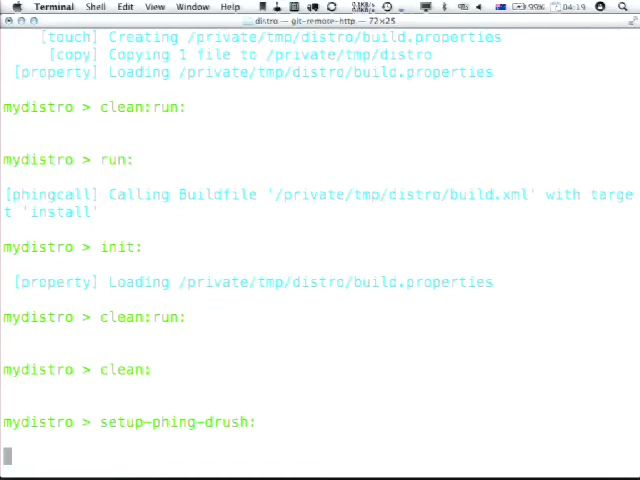 Terminal Shell Edit View Window Help 99% 04:19
distro — git-remote-http — 72×25
[touch] Creating /private/tmp/distro/build.properties
[copy] Copying 1 file to /private/tmp/distro
[property] Loading /private/tmp/distro/build.properties
mydistro > clean:run:
mydistro > run:
[phingcall] Calling Buildfile '/private/tmp/distro/build.xml' with targe
t 'install'
mydistro > init:
[property] Loading /private/tmp/distro/build.properties
mydistro > clean:run:
mydistro > clean:
mydistro > setup-phing-drush: